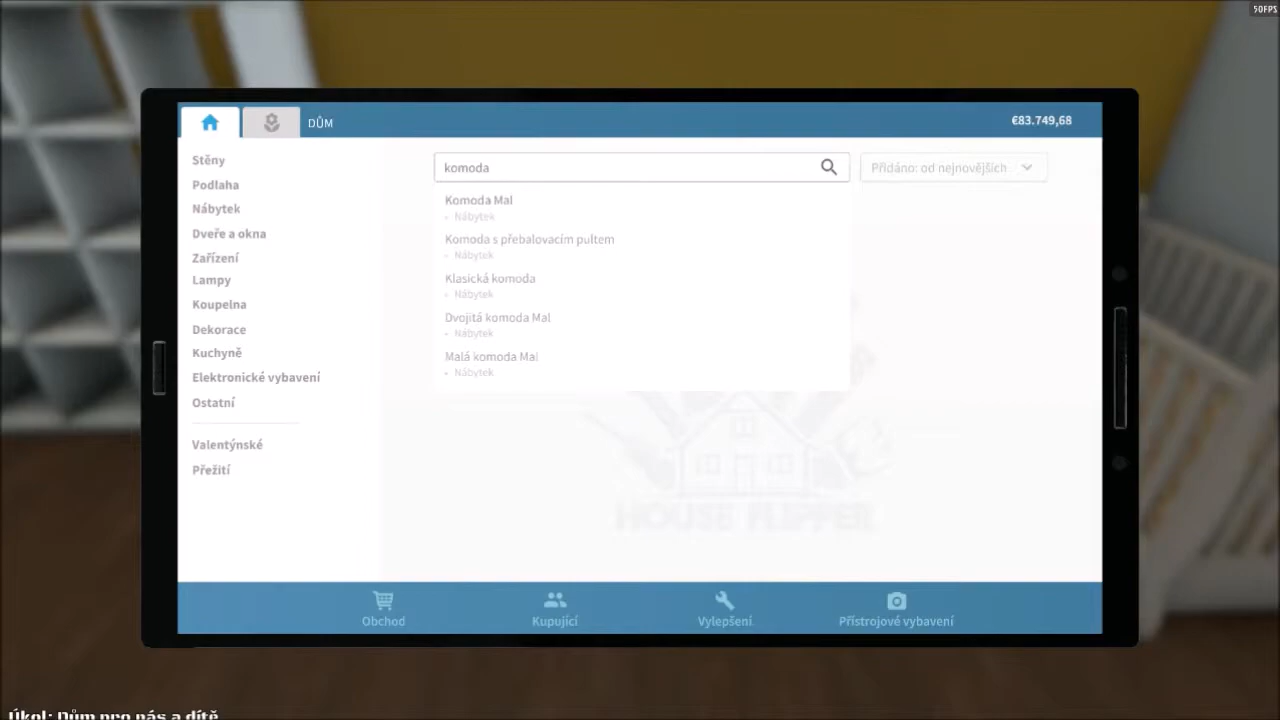 50FPS
DŮM
€83.749,68
Stěny
Podlaha
Nábytek
Dveře a okna
Zařízení
Lampy
Koupelna
Dekorace
Kuchyně
Elektronické vybavení
Ostatní
Valentýnské
Přežití
komoda
Přidáno: od nejnovějších
Komoda Mal
- Nábytek
Komoda s přebalovacím pultem
- Nábytek
Klasická komoda
- Nábytek
Dvojitá komoda Mal
- Nábytek
Malá komoda Mal
- Nábytek
HOUSE FLIPPER
Obchod
Kupující
Vylepšení
Přístrojové vybavení
Úkol: Dům pro nás a dítě